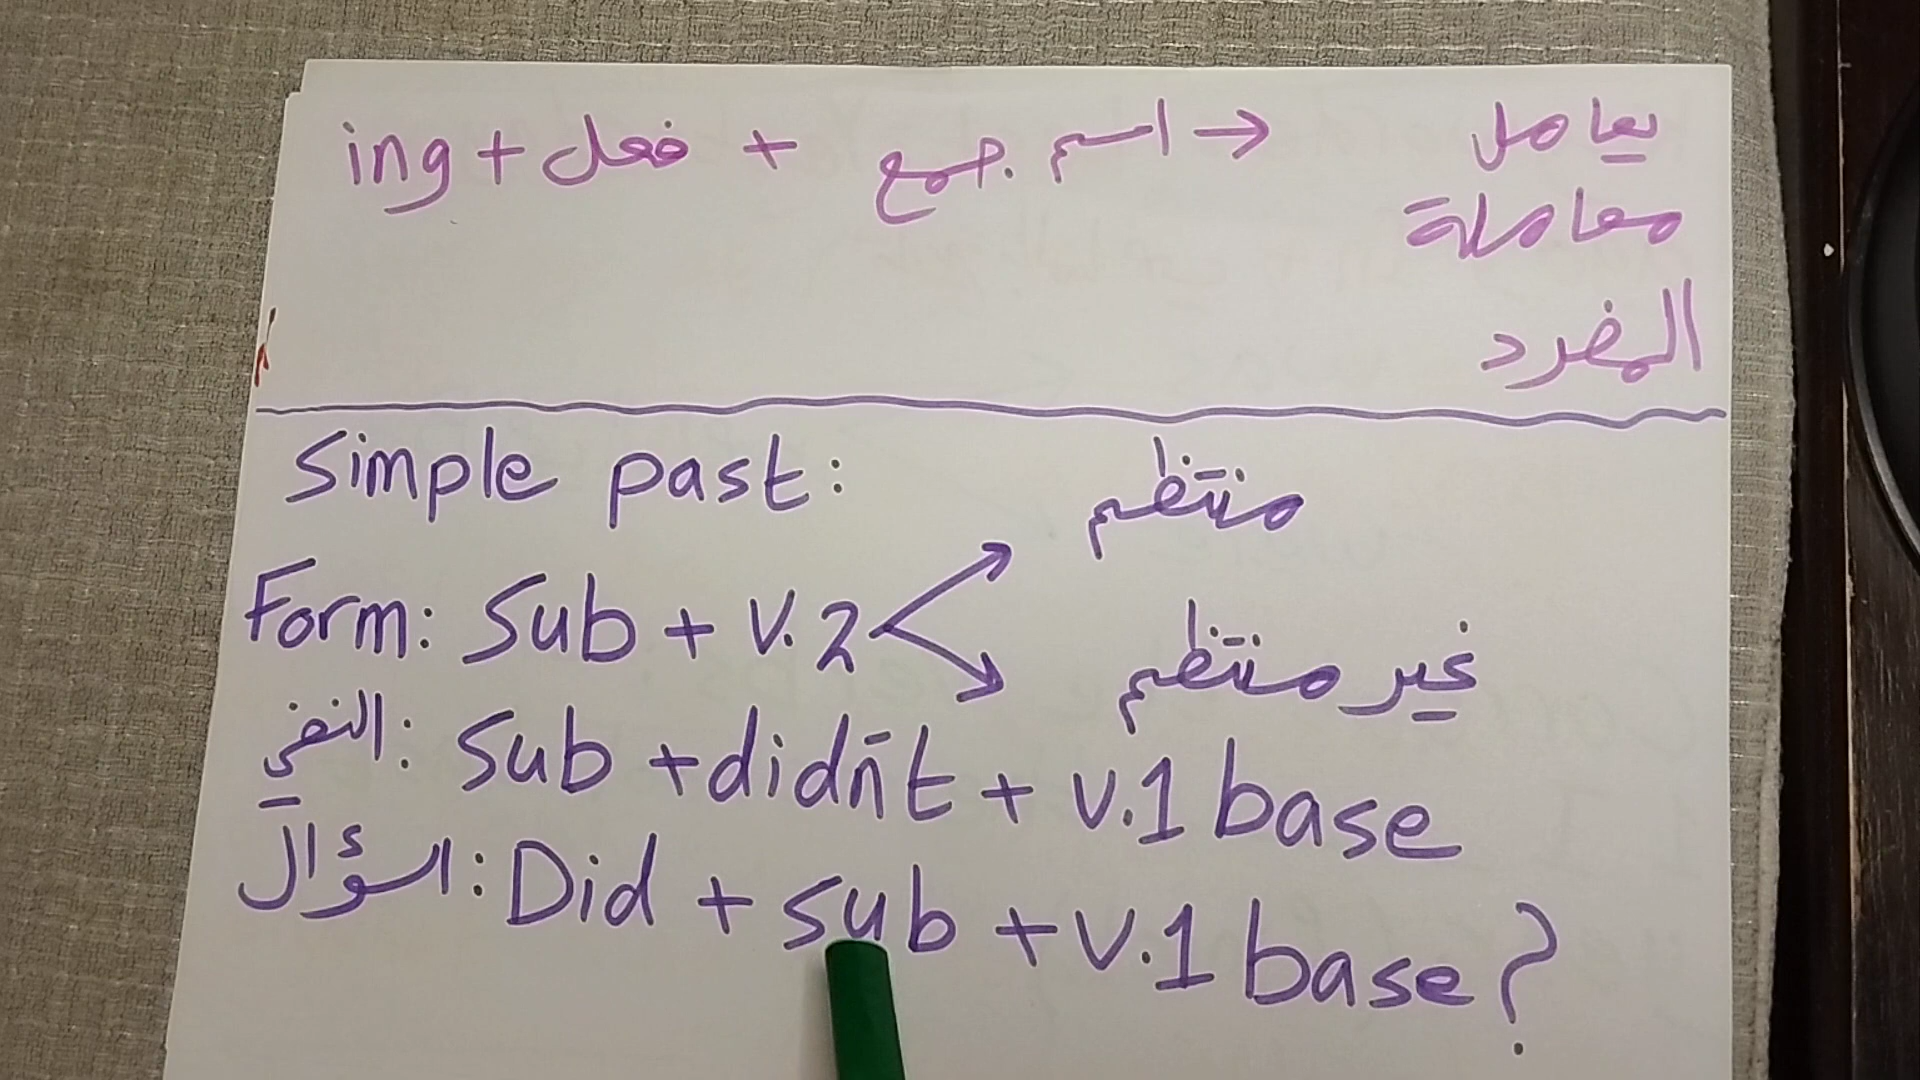 ing + فعل + اسم جمع → يعامل
معاملة
المفرد
Simple past:
منتظم
Form: Sub + V.2
غير منتظم
النفي: Sub + didn't + v.1 base
السؤال: Did + sub + v.1 base ?